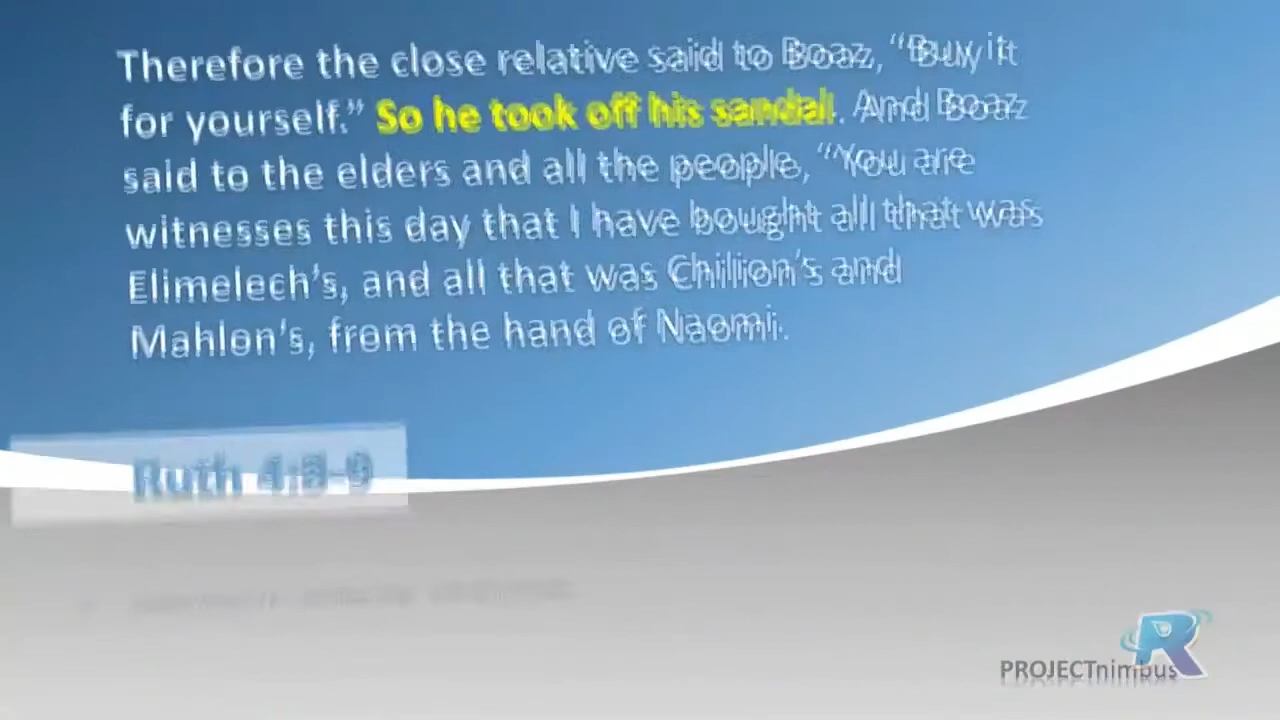 Therefore the close relative said to Boaz, “Buy it
for yourself.” So he took off his sandal. And Boaz
said to the elders and all the people, “You are
witnesses this day that I have bought all that was
Elimelech’s, and all that was Chilion’s and
Mahlon’s, from the hand of Naomi.
Ruth 4:8-9
PROJECTnimbus